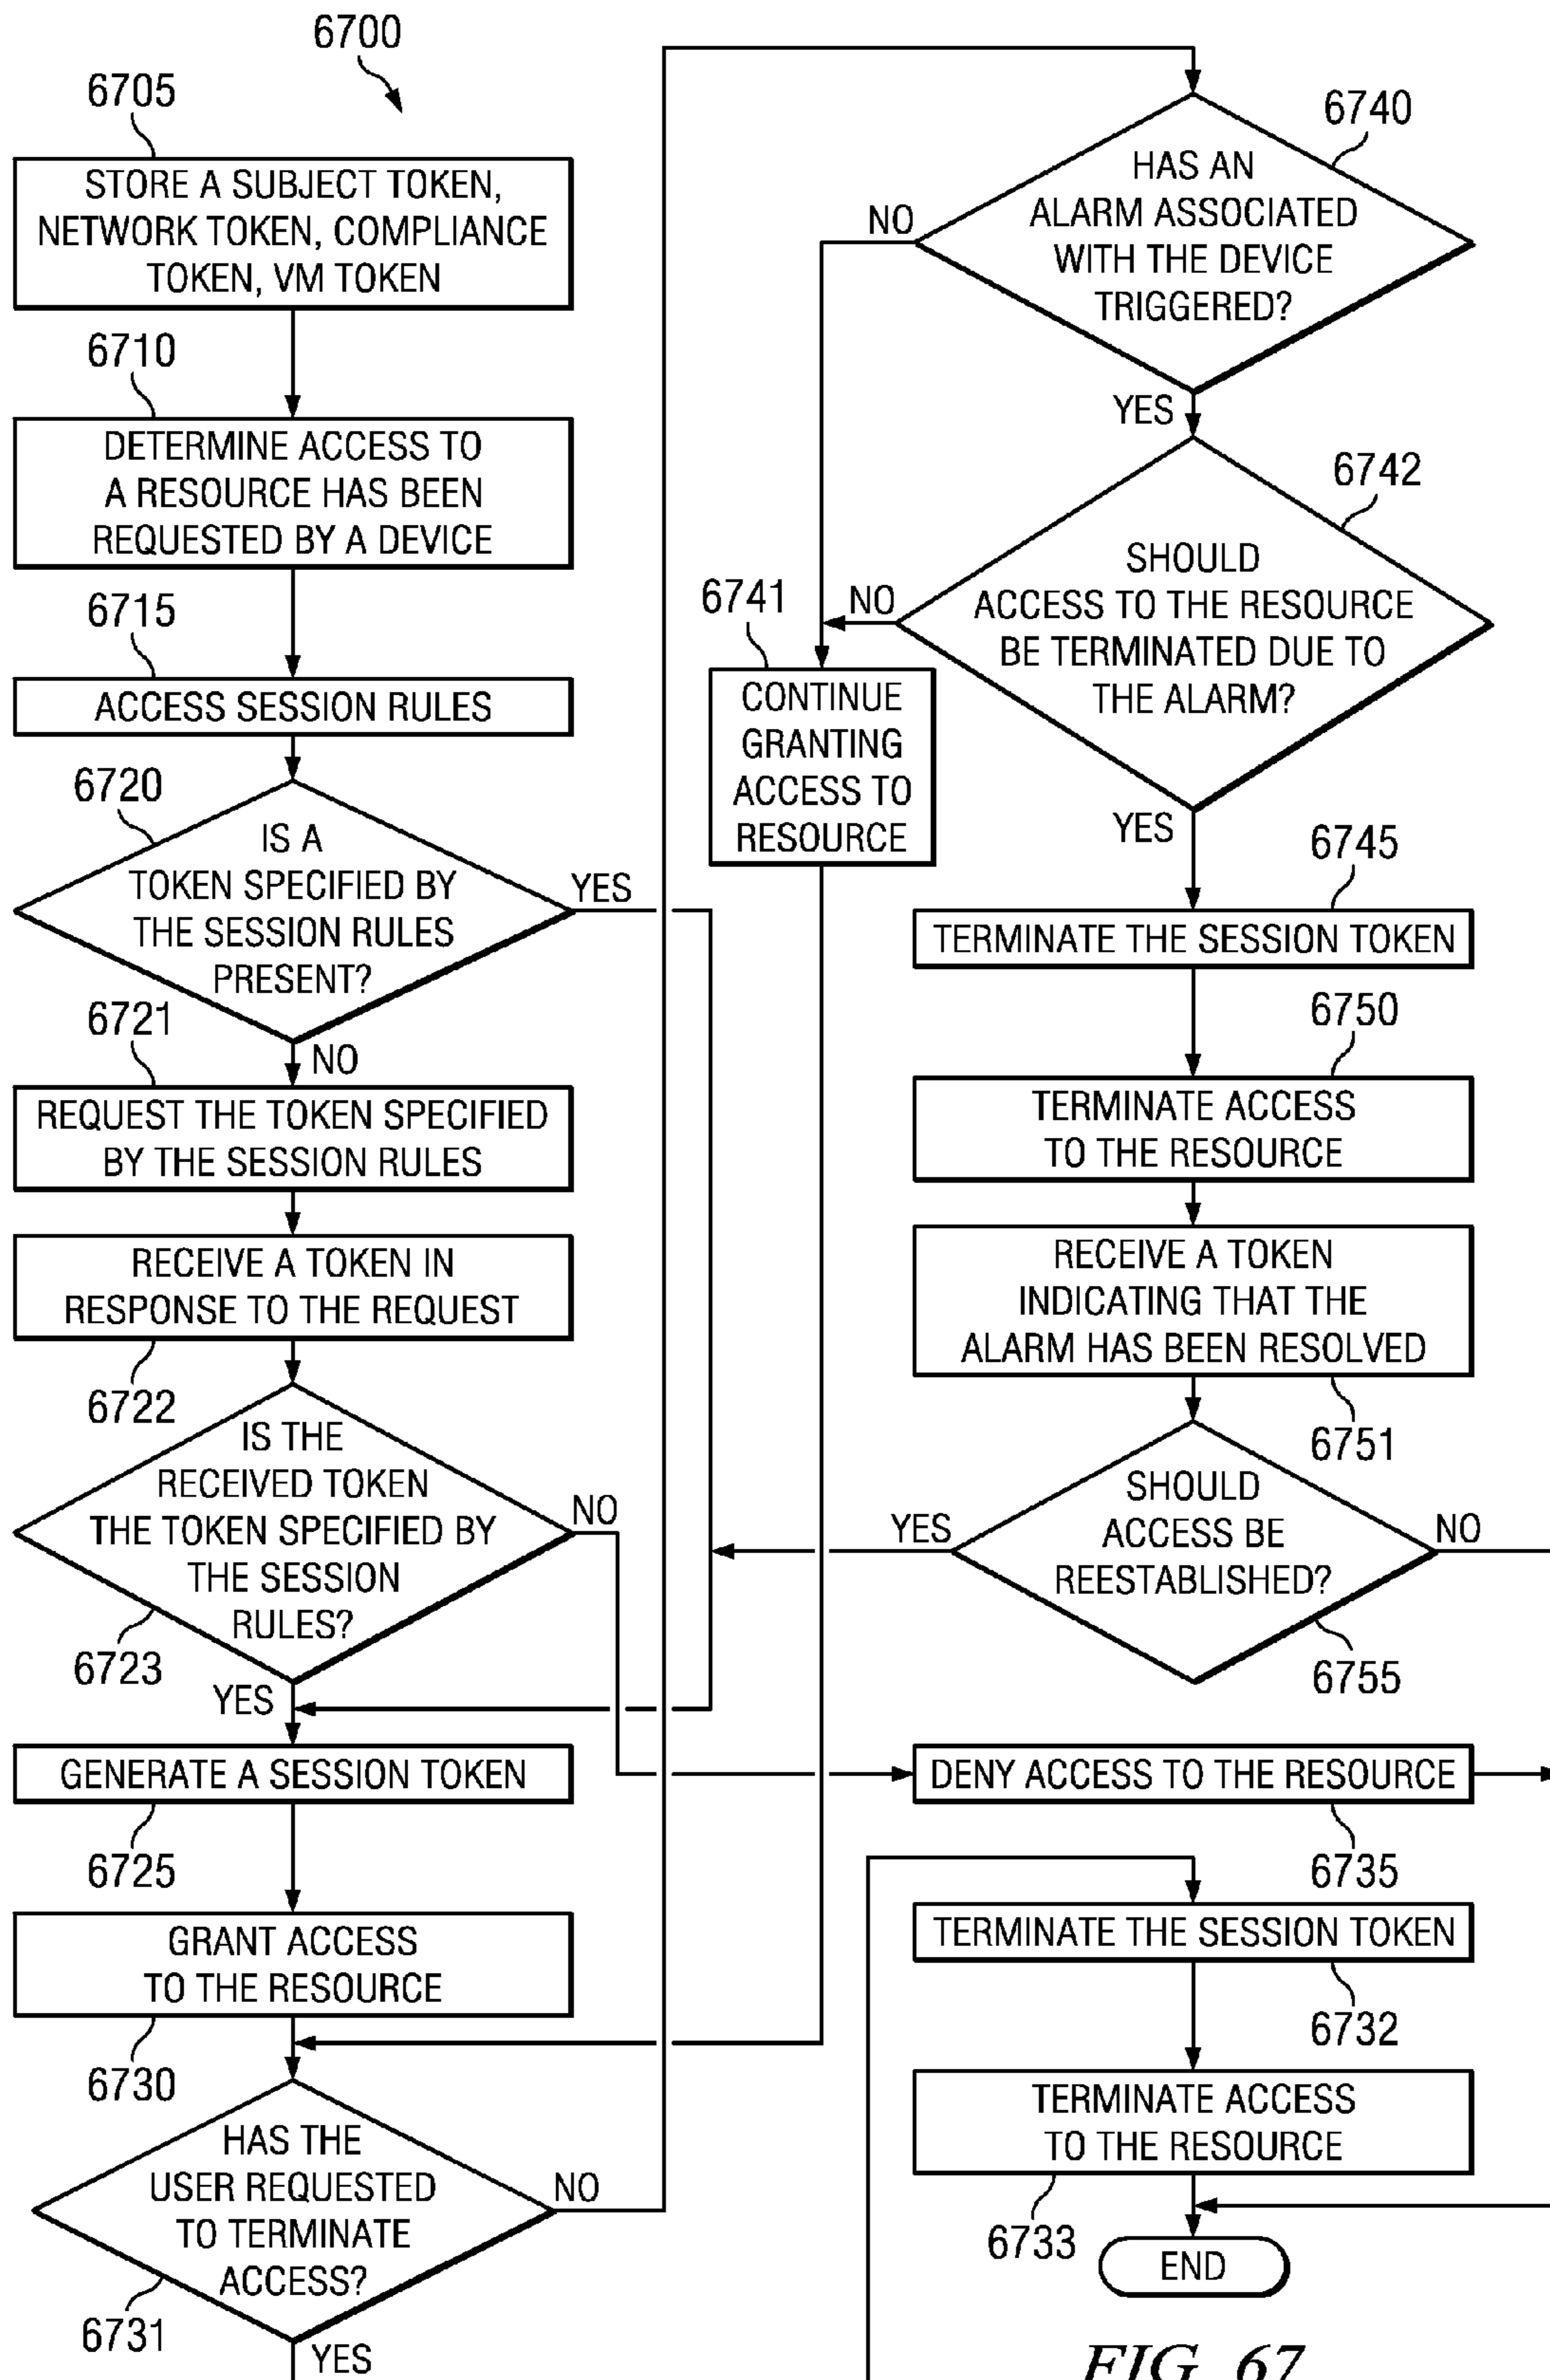 6700
6705
STORE A SUBJECT TOKEN,
NETWORK TOKEN, COMPLIANCE
TOKEN, VM TOKEN
6710
DETERMINE ACCESS TO
A RESOURCE HAS BEEN
REQUESTED BY A DEVICE
6715
ACCESS SESSION RULES
6720
IS A
TOKEN SPECIFIED BY
THE SESSION RULES
PRESENT?
YES
NO
6721
REQUEST THE TOKEN SPECIFIED
BY THE SESSION RULES
RECEIVE A TOKEN IN
RESPONSE TO THE REQUEST
6722
IS THE
RECEIVED TOKEN
THE TOKEN SPECIFIED BY
THE SESSION
RULES?
NO
6723
YES
GENERATE A SESSION TOKEN
6725
GRANT ACCESS
TO THE RESOURCE
6730
HAS THE
USER REQUESTED
TO TERMINATE
ACCESS?
NO
6731
YES
6740
HAS AN
ALARM ASSOCIATED
WITH THE DEVICE
TRIGGERED?
NO
YES
6742
SHOULD
ACCESS TO THE RESOURCE
BE TERMINATED DUE TO
THE ALARM?
NO
6741
CONTINUE
GRANTING
ACCESS TO
RESOURCE
YES
6745
TERMINATE THE SESSION TOKEN
6750
TERMINATE ACCESS
TO THE RESOURCE
RECEIVE A TOKEN
INDICATING THAT THE
ALARM HAS BEEN RESOLVED
6751
SHOULD
ACCESS BE
REESTABLISHED?
YES
NO
6755
DENY ACCESS TO THE RESOURCE
6735
TERMINATE THE SESSION TOKEN
6732
TERMINATE ACCESS
TO THE RESOURCE
6733
END
FIG. 67